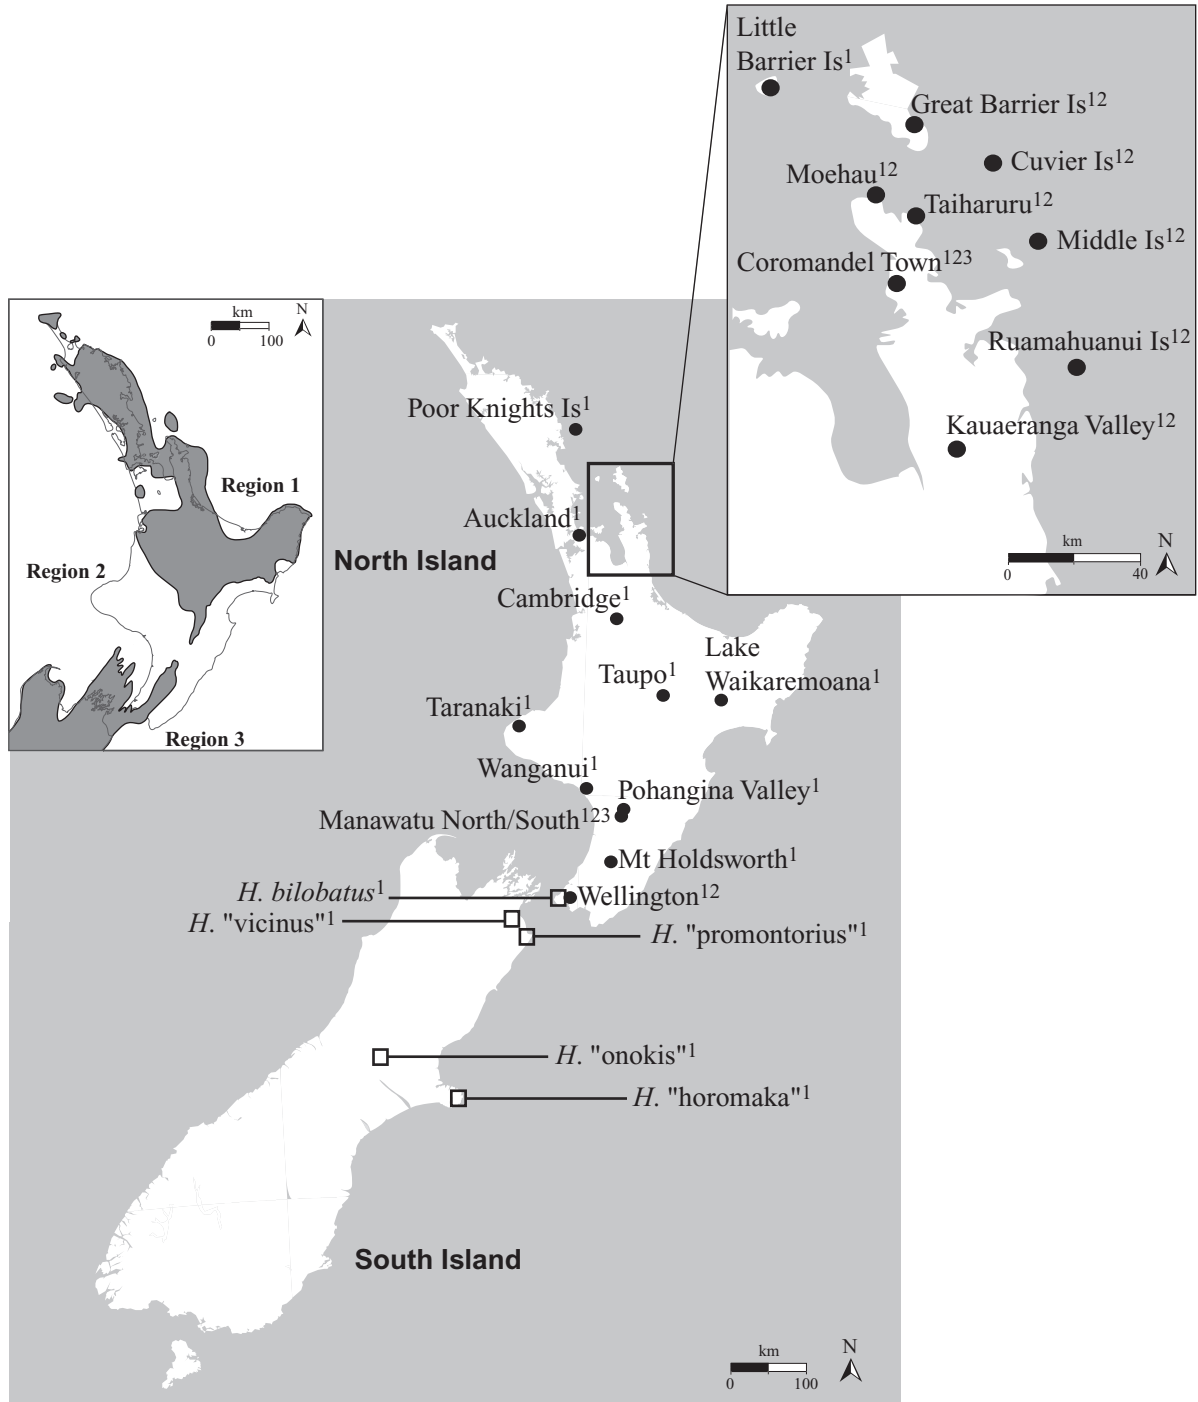 Little
Barrier Is¹
Great Barrier Is¹²
Cuvier Is¹²
Moehau¹²
Taiharuru¹²
Middle Is¹²
Coromandel Town¹²³
Ruamahuanui Is¹²
Kauaeranga Valley¹²
km
0 40
N
km
0 100
N
Region 1
Region 2
Region 3
Poor Knights Is¹
Auckland¹
North Island
Cambridge¹
Lake
Waikaremoana¹
Taupo¹
Taranaki¹
Wanganui¹
Pohangina Valley¹
Manawatu North/South¹²³
Mt Holdsworth¹
H. bilobatus¹
Wellington¹²
H. "vicinus"¹
H. "promontorius"¹
H. "onokis"¹
H. "horomaka"¹
South Island
km
0 100
N